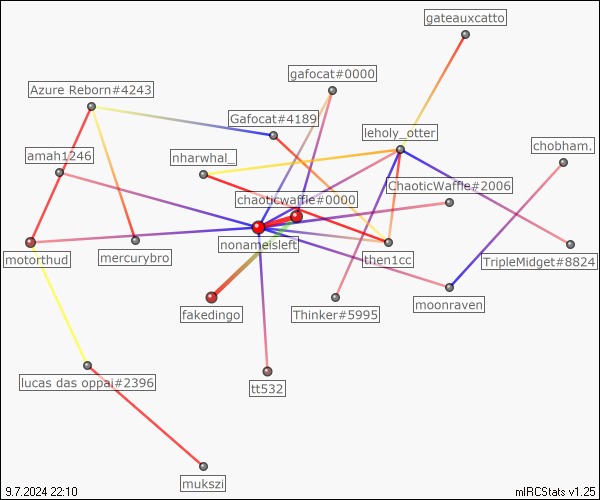 gateauxcatto
gafocat#0000
Azure Reborn#4243
Gafocat#4189
leholy_otter
chobham.
amah1246
nharwhal_
ChaoticWaffle#2006
chaoticwaffle#0000
nonameisleft
motorthud
mercurybro
then1cc
TripleMidget#8824
fakedingo
Thinker#5995
moonraven
lucas das oppai#2396
tt532
mukszi
9.7.2024 22:10
mIRCStats v1.25